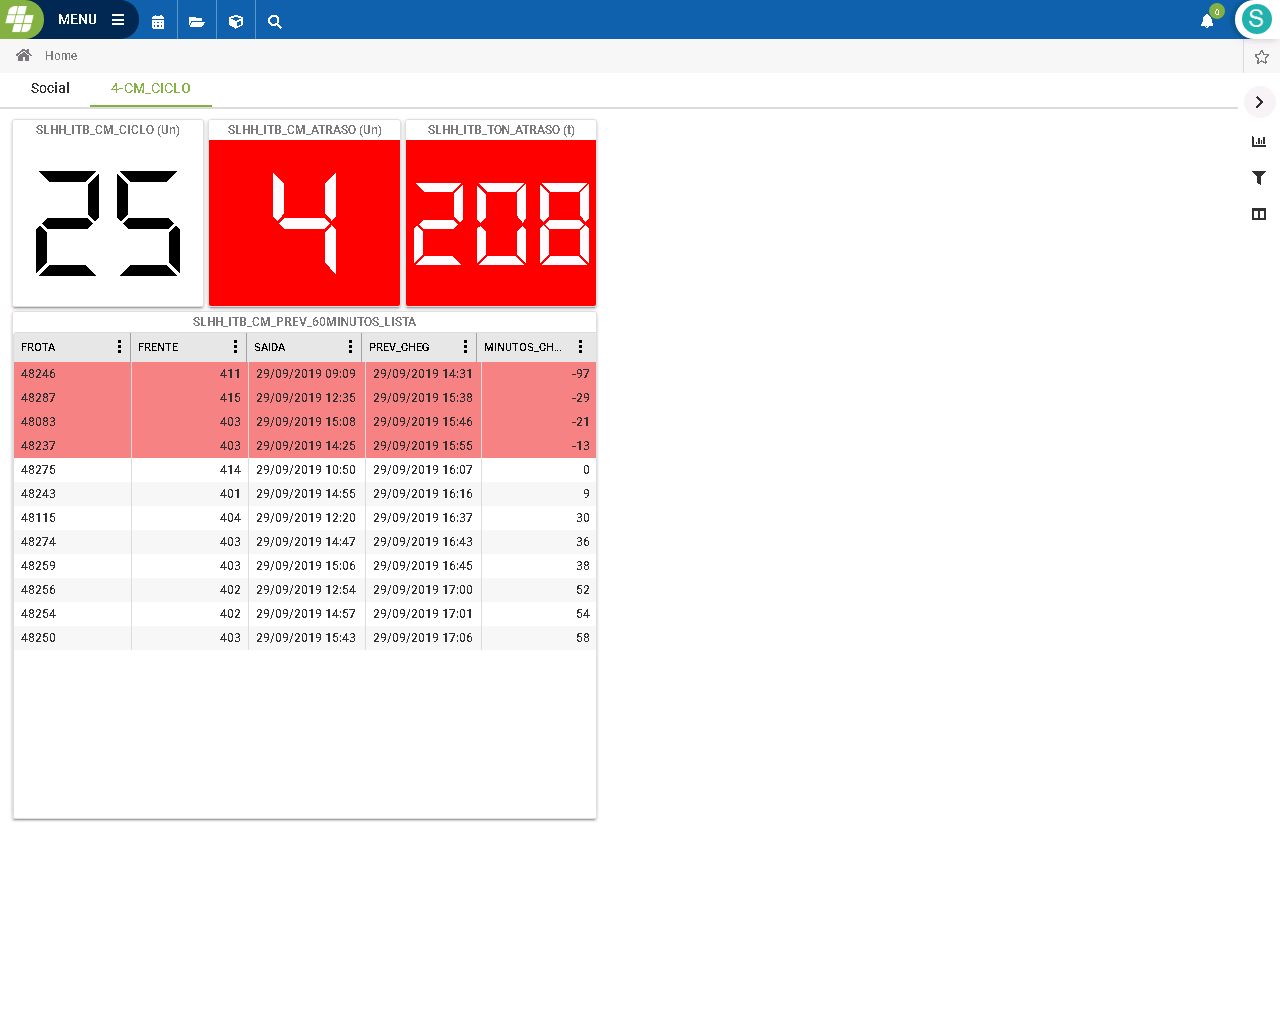 MENU
0
S
Home
Social 4-CM_CICLO
SLHH_ITB_CM_CICLO (Un) SLHH_ITB_CM_ATRASO (Un) SLHH_ITB_TON_ATRASO (t)
25 4 208
SLHH_ITB_CM_PREV_60MINUTOS_LISTA
FROTA FRENTE SAIDA PREV_CHEG MINUTOS_CH...
48246 411 29/09/2019 09:09 29/09/2019 14:31 -97
48287 415 29/09/2019 12:35 29/09/2019 15:38 -29
48083 403 29/09/2019 15:08 29/09/2019 15:46 -21
48237 403 29/09/2019 14:25 29/09/2019 15:55 -13
48275 414 29/09/2019 10:50 29/09/2019 16:07 0
48243 401 29/09/2019 14:55 29/09/2019 16:16 9
48115 404 29/09/2019 12:20 29/09/2019 16:37 30
48274 403 29/09/2019 14:47 29/09/2019 16:43 36
48259 403 29/09/2019 15:06 29/09/2019 16:45 38
48256 402 29/09/2019 12:54 29/09/2019 17:00 52
48254 402 29/09/2019 14:57 29/09/2019 17:01 54
48250 403 29/09/2019 15:43 29/09/2019 17:06 58